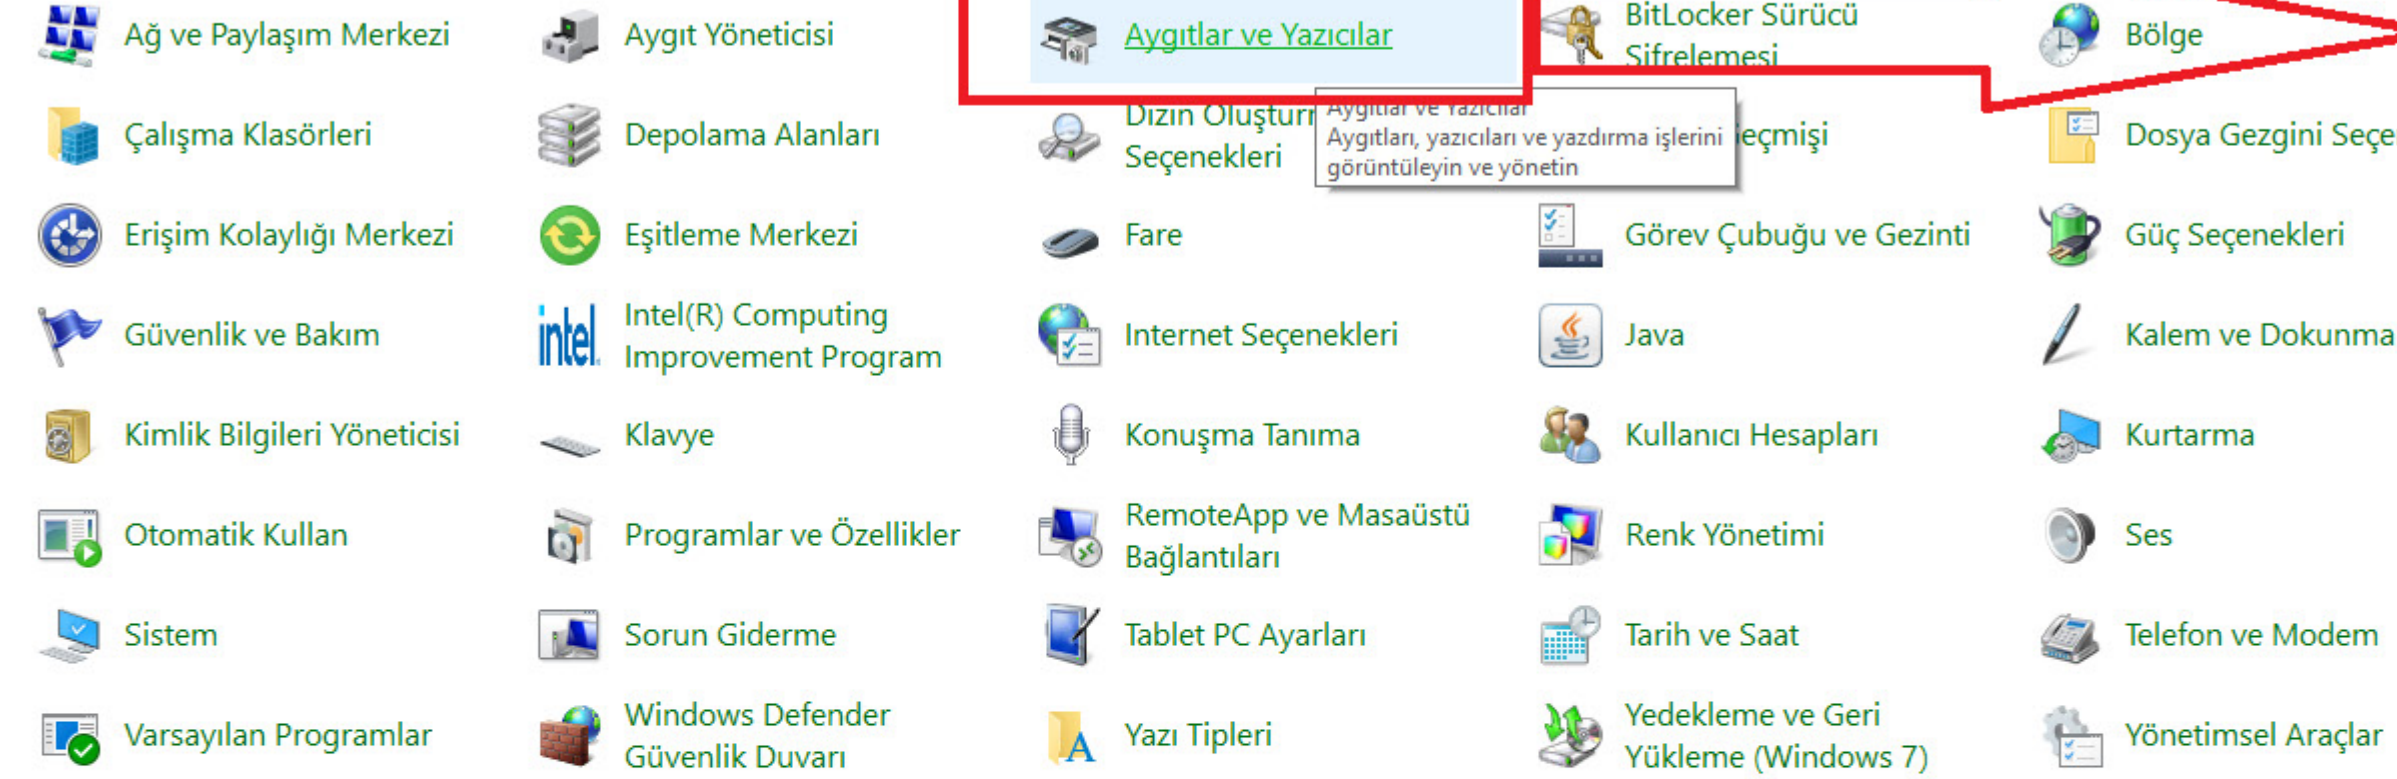 Ağ ve Paylaşım Merkezi
Aygıt Yöneticisi
Aygıtlar ve Yazıcılar
BitLocker Sürücü
Şifrelemesi
Bölge
Çalışma Klasörleri
Depolama Alanları
Dizin Oluştur
Seçenekleri
Aygıtlar ve Yazıcılar
Aygıtları, yazıcıları ve yazdırma işlerini
görüntüleyin ve yönetin
eçmişi
Dosya Gezgini Seçe
Erişim Kolaylığı Merkezi
Eşitleme Merkezi
Fare
Görev Çubuğu ve Gezinti
Güç Seçenekleri
Güvenlik ve Bakım
intel.
Intel(R) Computing
Improvement Program
Internet Seçenekleri
Java
Kalem ve Dokunma
Kimlik Bilgileri Yöneticisi
Klavye
Konuşma Tanıma
Kullanıcı Hesapları
Kurtarma
Otomatik Kullan
Programlar ve Özellikler
RemoteApp ve Masaüstü
Bağlantıları
Renk Yönetimi
Ses
Sistem
Sorun Giderme
Tablet PC Ayarları
Tarih ve Saat
Telefon ve Modem
Varsayılan Programlar
Windows Defender
Güvenlik Duvarı
Yazı Tipleri
Yedekleme ve Geri
Yükleme (Windows 7)
Yönetimsel Araçlar